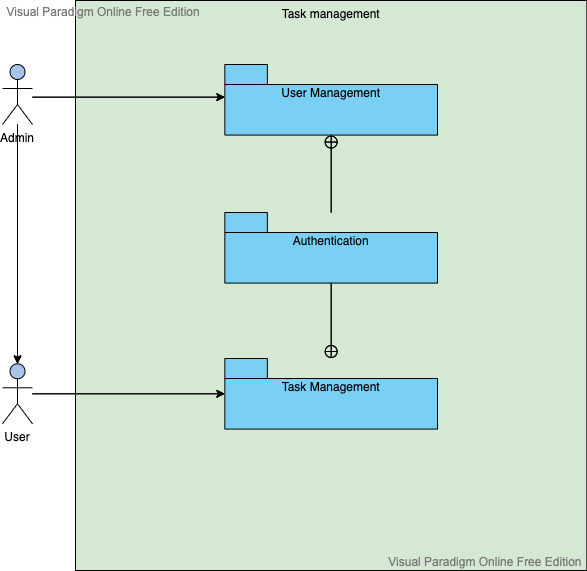 Visual Paradigm Online Free Edition
Task management
User Management
Admin
Authentication
Task Management
User
Visual Paradigm Online Free Edition